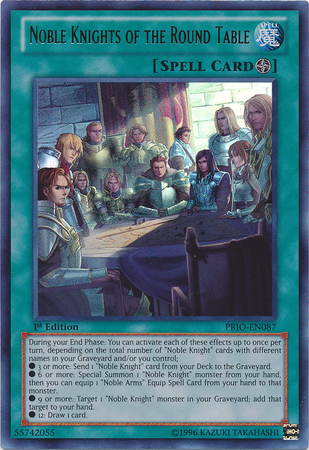 NOBLE KNIGHTS OF THE ROUND TABLE
SPELL
魔
[SPELL CARD]
1st Edition
PRIO-EN087
During your End Phase: You can activate each of these effects up to once per
turn, depending on the total number of "Noble Knight" cards with different
names in your Graveyard and/or you control;
● 3 or more: Send 1 "Noble Knight" card from your Deck to the Graveyard.
● 6 or more: Special Summon 1 "Noble Knight" monster from your hand,
then you can equip 1 "Noble Arms" Equip Spell Card from your hand to that
monster.
● 9 or more: Target 1 "Noble Knight" monster in your Graveyard; add that
target to your hand.
● 12: Draw 1 card.
55742055
©1996 KAZUKI TAKAHASHI